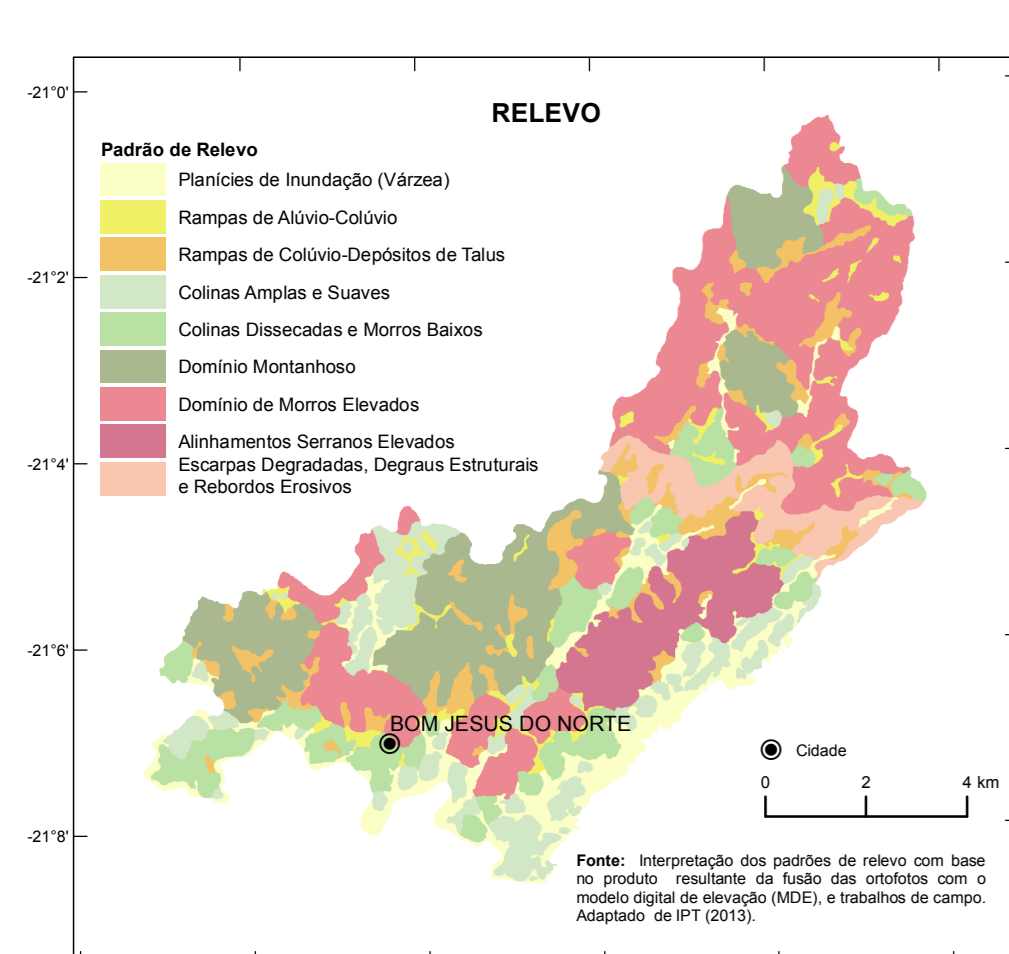 RELEVO
-21°0'
-21°2'
-21°4'
-21°6'
-21°8'
Padrão de Relevo
Planícies de Inundação (Várzea)
Rampas de Alúvio-Colúvio
Rampas de Colúvio-Depósitos de Talus
Colinas Amplas e Suaves
Colinas Dissecadas e Morros Baixos
Domínio Montanhoso
Domínio de Morros Elevados
Alinhamentos Serranos Elevados
Escarpas Degradadas, Degraus Estruturais
e Rebordos Erosivos
BOM JESUS DO NORTE
Cidade
0 2 4 km
Fonte: Interpretação dos padrões de relevo com base
no produto resultante da fusão das ortofotos com o
modelo digital de elevação (MDE), e trabalhos de campo.
Adaptado de IPT (2013).